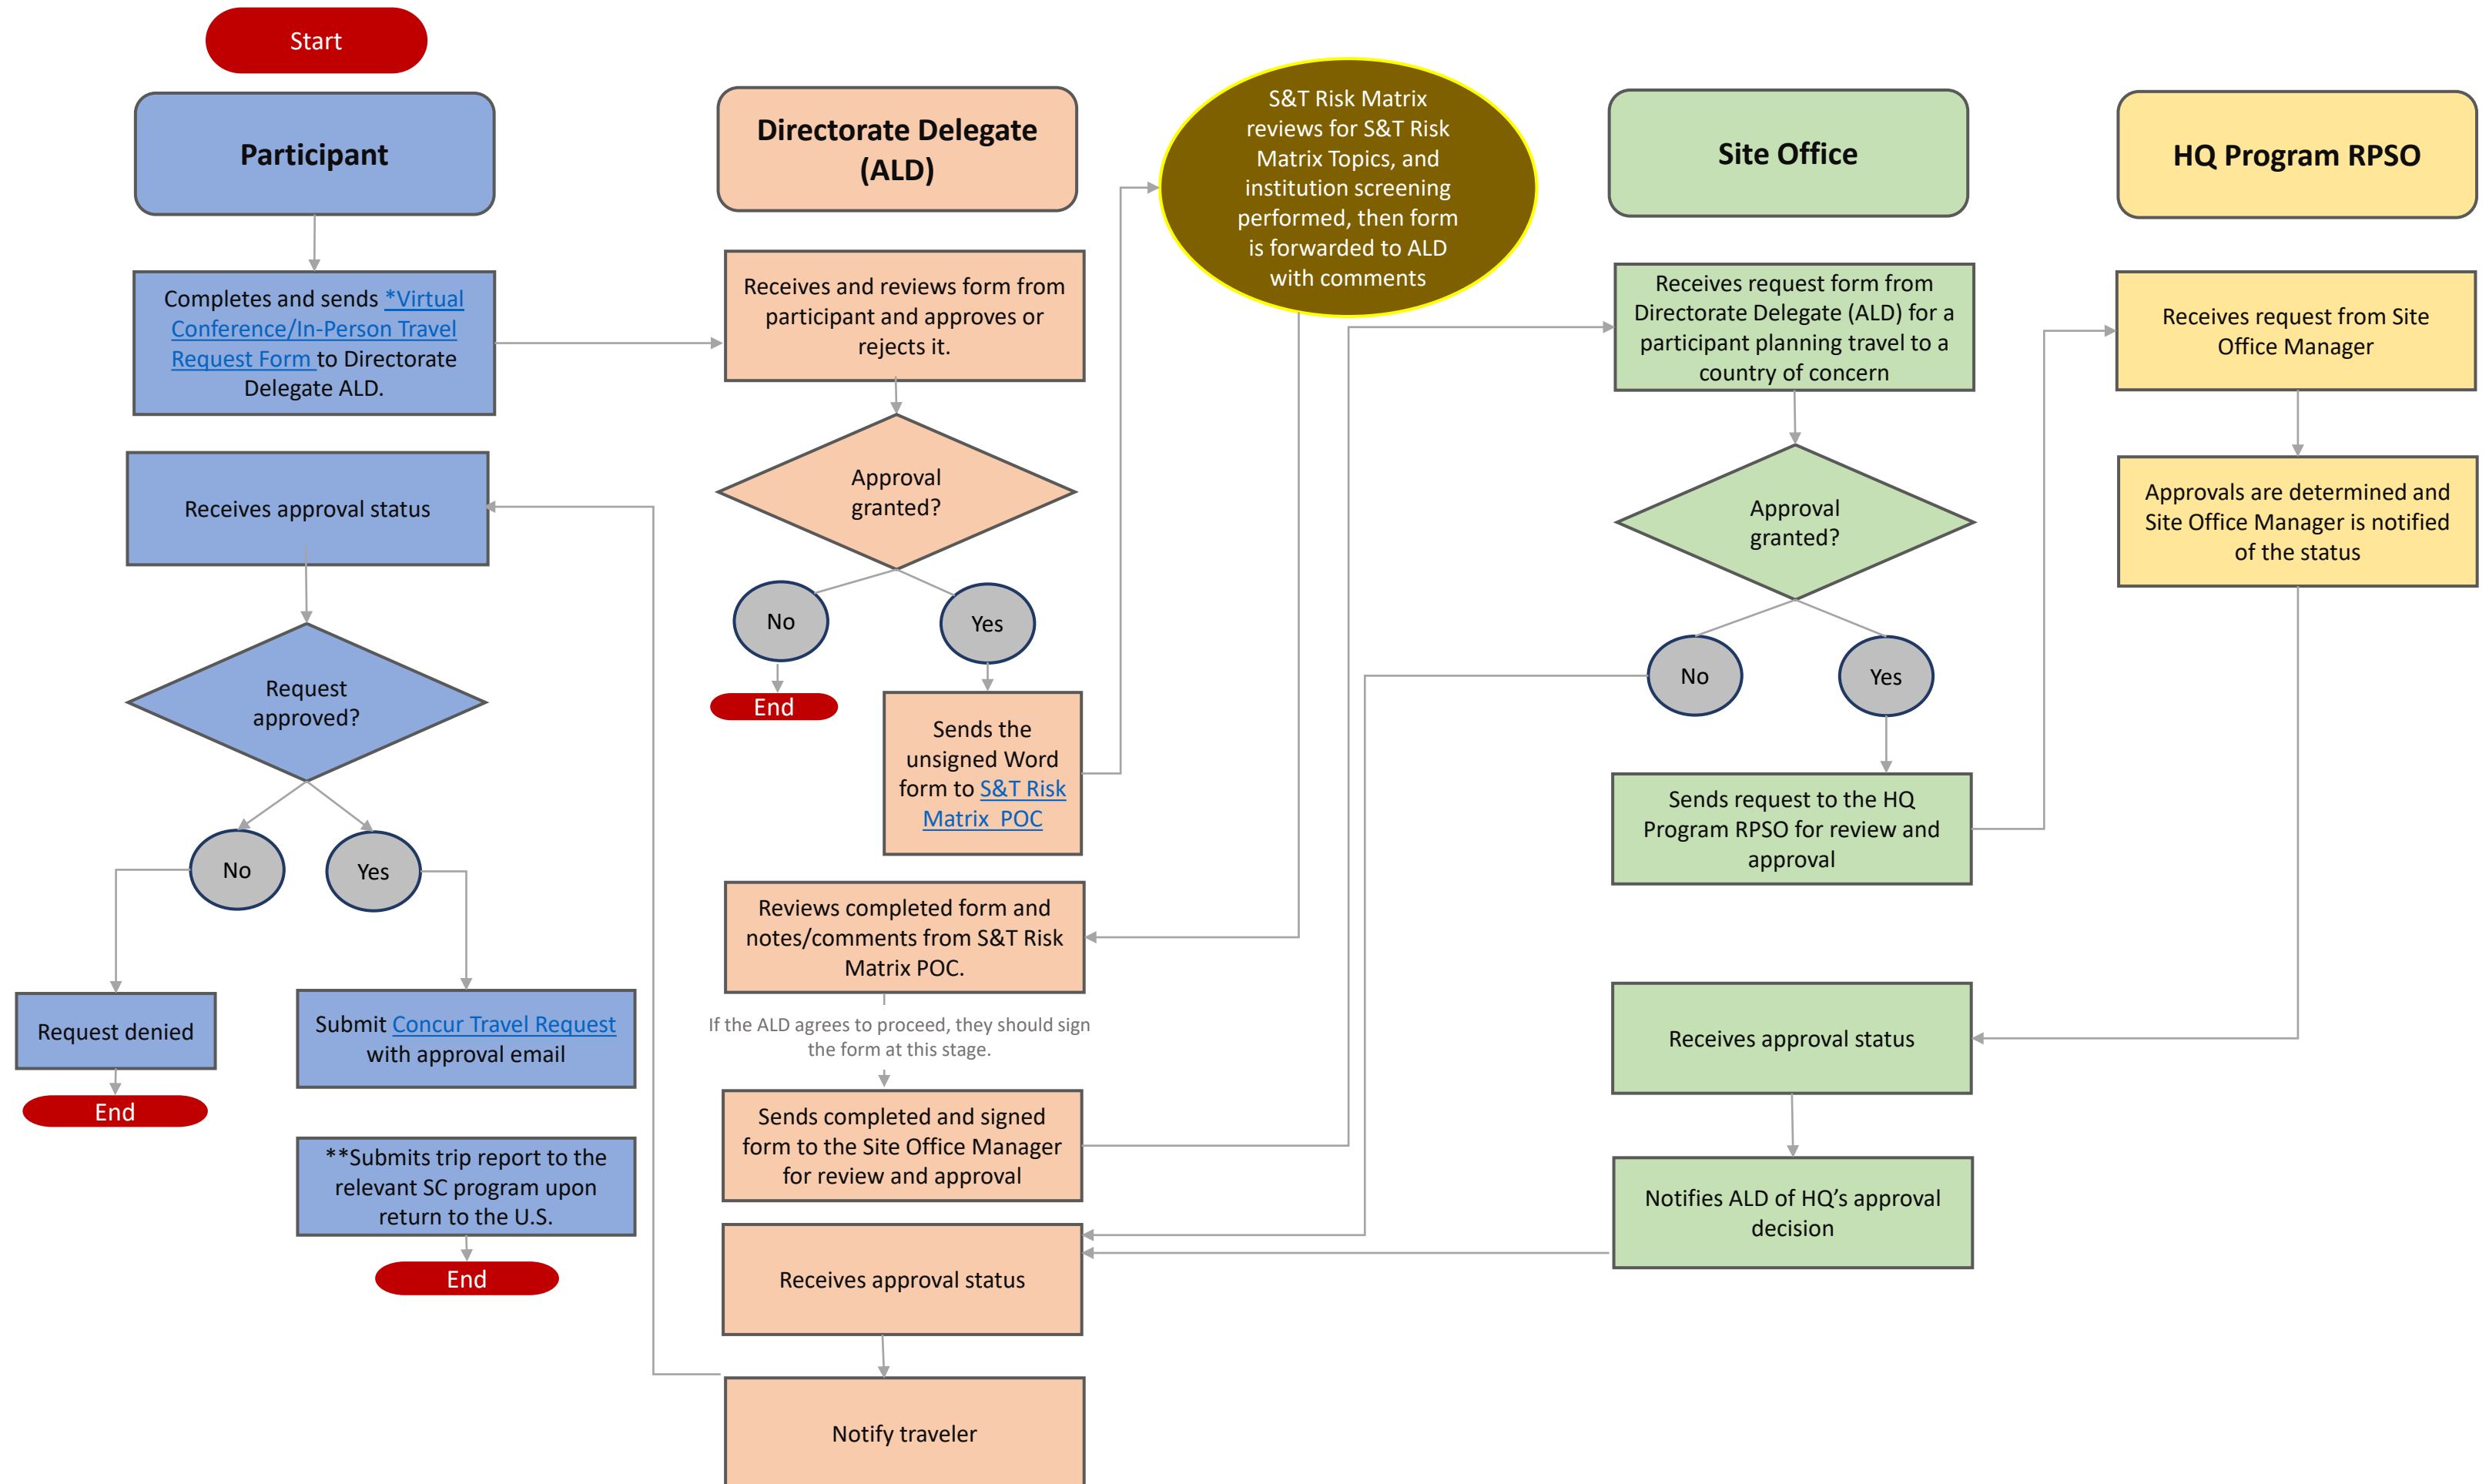 Start
Participant
Completes and sends *Virtual
Conference/In-Person Travel
Request Form to Directorate
Delegate ALD.
Receives approval status
Request
approved?
No
Yes
Request denied
End
Submit Concur Travel Request
with approval email
**Submits trip report to the
relevant SC program upon
return to the U.S.
End
Directorate Delegate
(ALD)
Receives and reviews form from
participant and approves or
rejects it.
Approval
granted?
No
Yes
End
Sends the
unsigned Word
form to S&T Risk
Matrix  POC
Reviews completed form and
notes/comments from S&T Risk
Matrix POC.
If the ALD agrees to proceed, they should sign
the form at this stage.
Sends completed and signed
form to the Site Office Manager
for review and approval
Receives approval status
Notify traveler
S&T Risk Matrix
reviews for S&T Risk
Matrix Topics, and
institution screening
performed, then form
is forwarded to ALD
with comments
Site Office
Receives request form from
Directorate Delegate (ALD) for a
participant planning travel to a
country of concern
Approval
granted?
No
Yes
Sends request to the HQ
Program RPSO for review and
approval
Receives approval status
Notifies ALD of HQ’s approval
decision
HQ Program RPSO
Receives request from Site
Office Manager
Approvals are determined and
Site Office Manager is notified
of the status